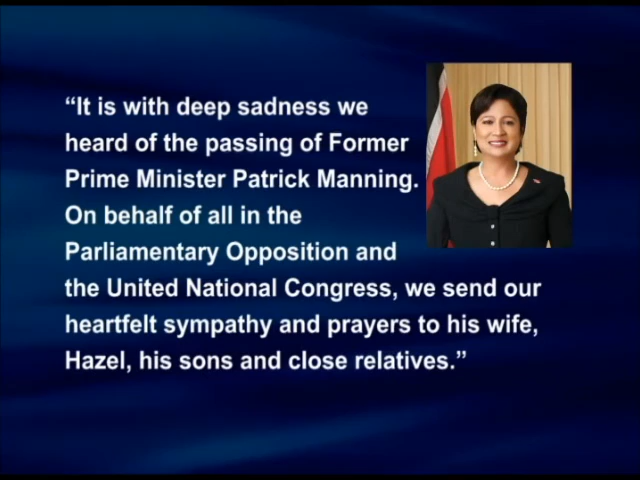 “It is with deep sadness we
heard of the passing of Former
Prime Minister Patrick Manning.
On behalf of all in the
Parliamentary Opposition and
the United National Congress, we send our
heartfelt sympathy and prayers to his wife,
Hazel, his sons and close relatives.”